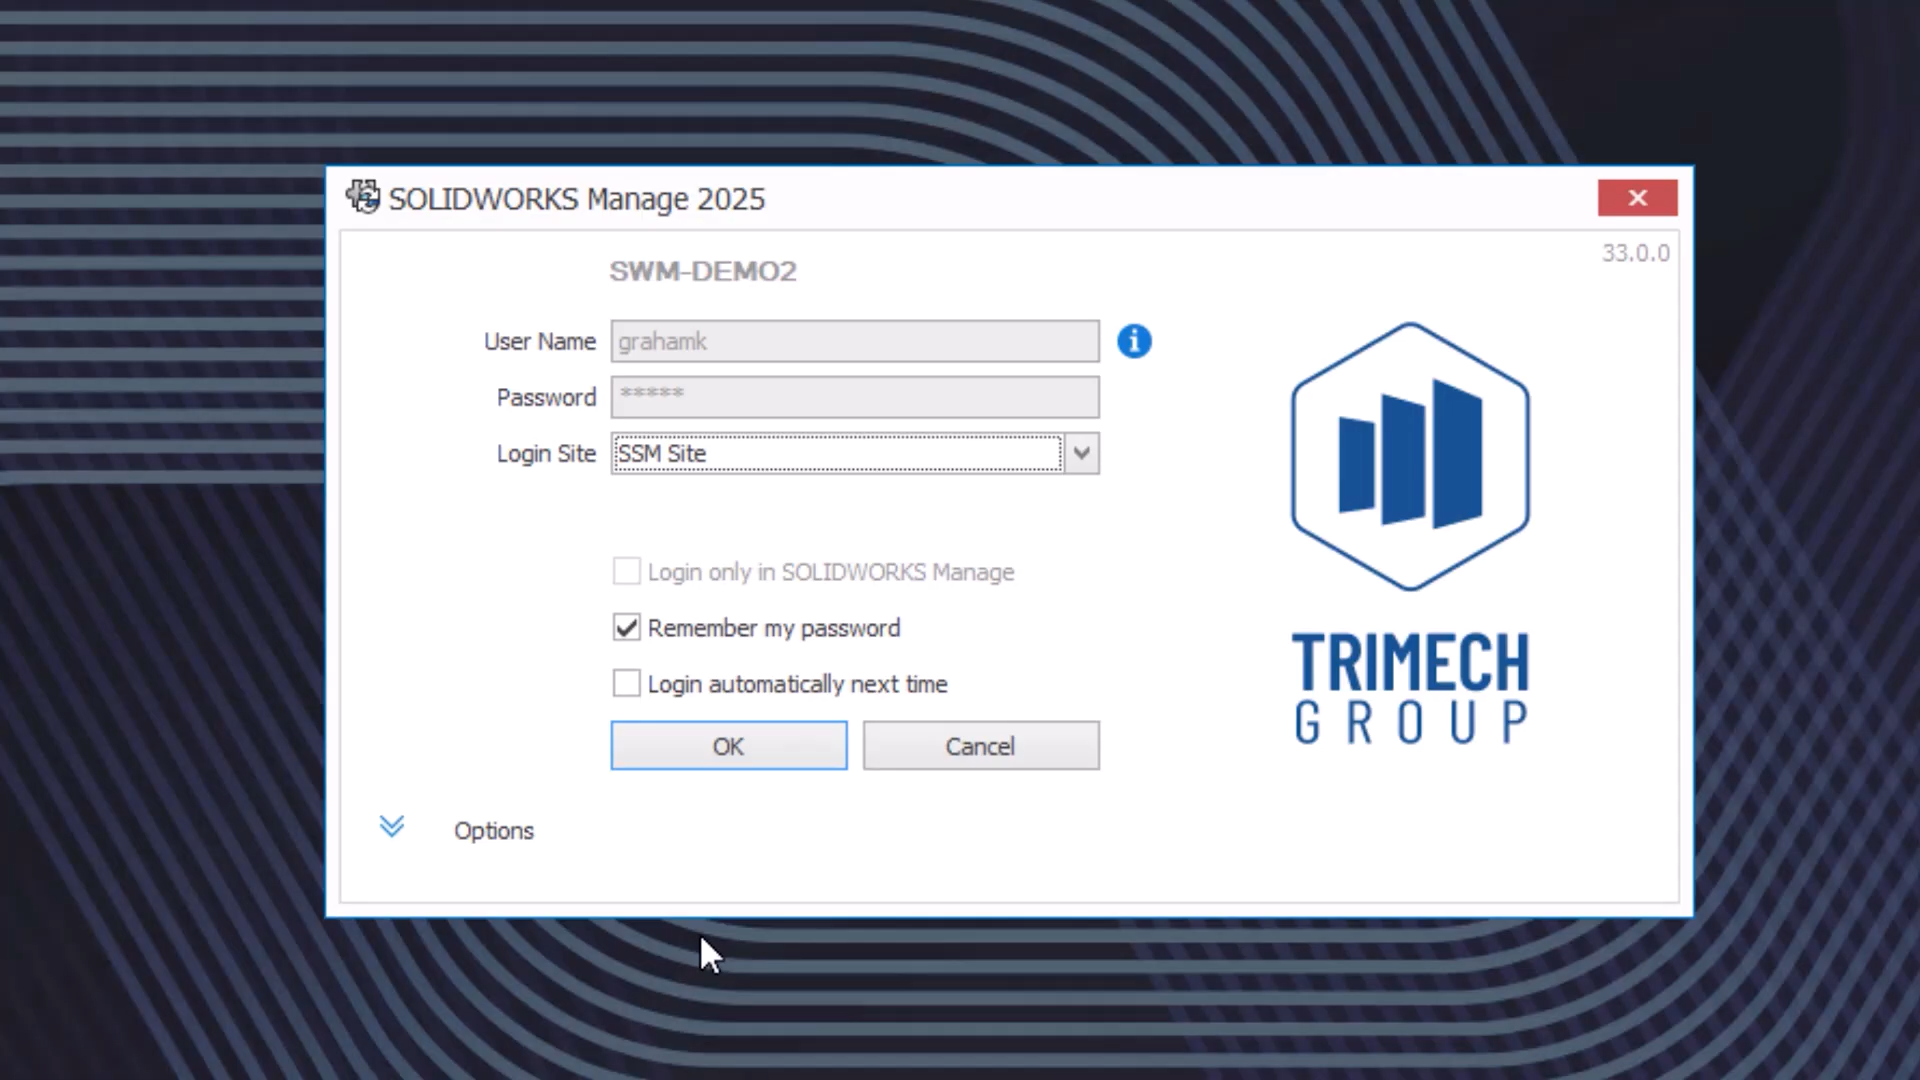 SOLIDWORKS Manage 2025
33.0.0
SWM-DEMO2
User Name grahamk
Password *****
Login Site SSM Site
Login only in SOLIDWORKS Manage
Remember my password
Login automatically next time
OK Cancel
Options
TRIMECH
GROUP